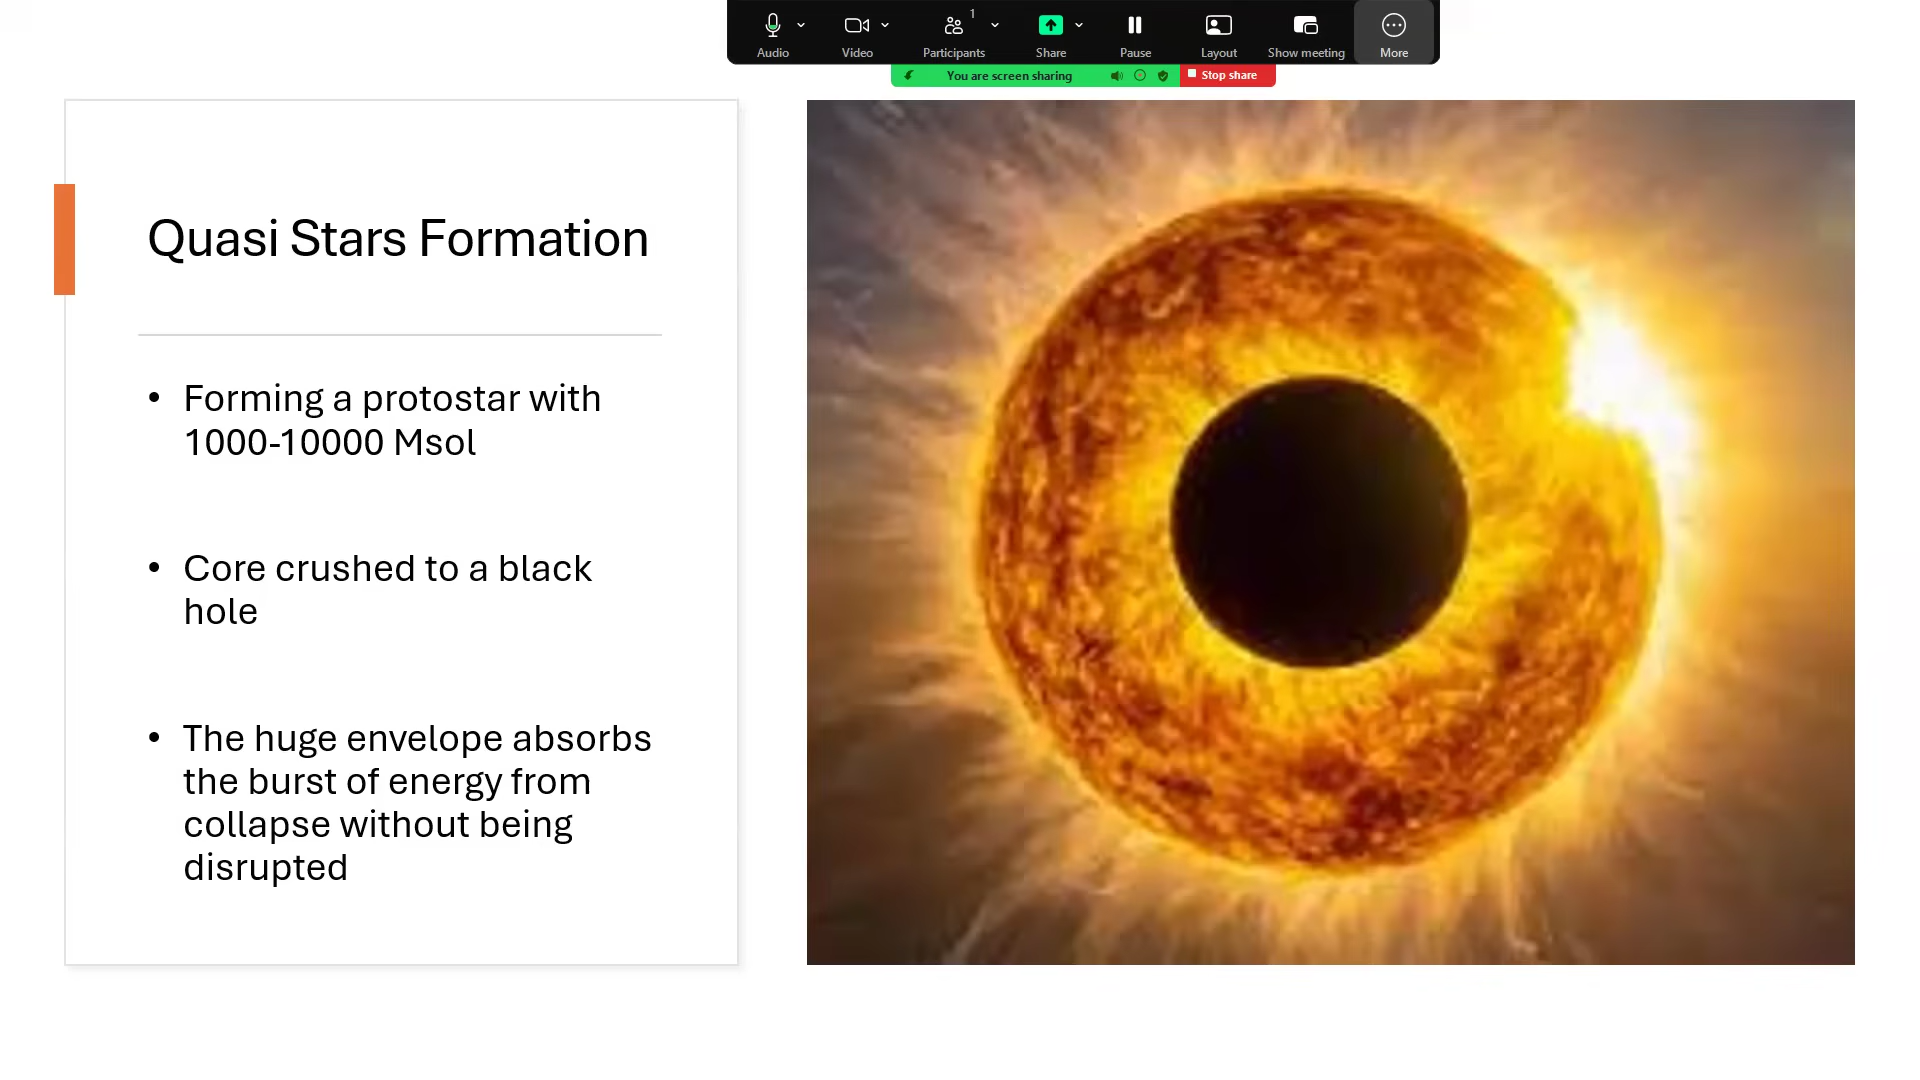 1
Audio
Video
Participants
Share
Pause
Layout
Show meeting
More
You are screen sharing
Stop share
Quasi Stars Formation
• Forming a protostar with
1000-10000 Msol
• Core crushed to a black
hole
• The huge envelope absorbs
the burst of energy from
collapse without being
disrupted